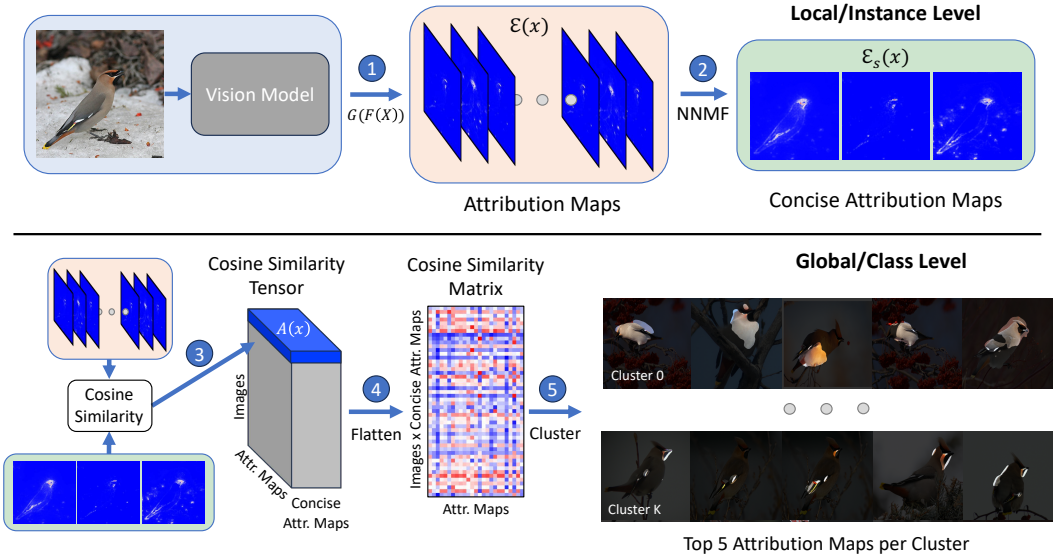 Local/Instance Level
Vision Model
1
G(F(X))
ℰ(x)
Attribution Maps
2
NNMF
ℰₛ(x)
Concise Attribution Maps
Global/Class Level
Cosine
Similarity
3
Cosine Similarity
Tensor
A(x)
Images
Attr. Maps
Concise
Attr. Maps
4
Flatten
Cosine Similarity
Matrix
Images x Concise Attr. Maps
Attr. Maps
5
Cluster
Cluster 0
Cluster K
Top 5 Attribution Maps per Cluster